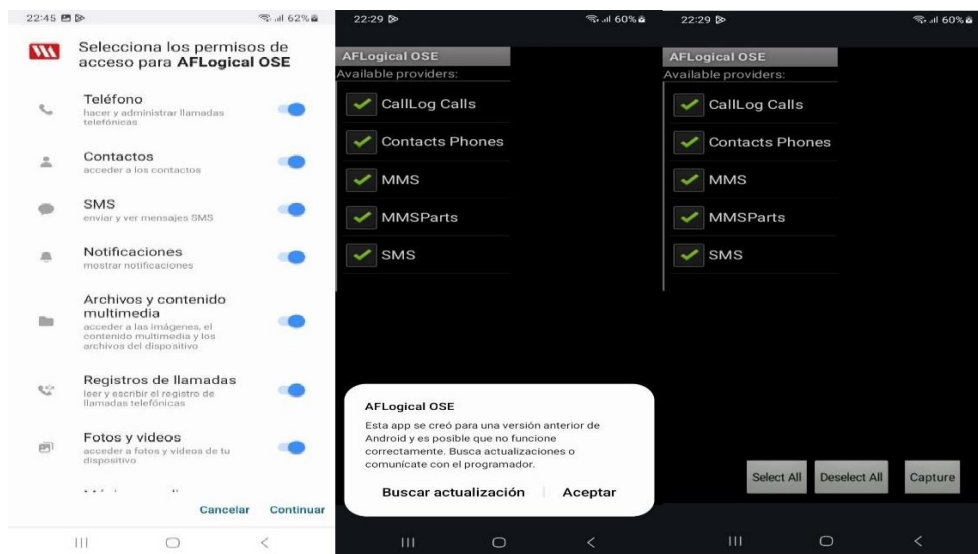 22:45
62%
Selecciona los permisos de
acceso para AFLogical OSE
Teléfono
hacer y administrar llamadas
telefónicas
Contactos
acceder a los contactos
SMS
enviar y ver mensajes SMS
Notificaciones
mostrar notificaciones
Archivos y contenido
multimedia
acceder a las imágenes, el
contenido multimedia y los
archivos del dispositivo
Registros de llamadas
leer y escribir el registro de
llamadas telefónicas
Fotos y videos
acceder a fotos y videos de tu
dispositivo
Cancelar
Continuar
22:29
60%
AFLogical OSE
Available providers:
CallLog Calls
Contacts Phones
MMS
MMSParts
SMS
AFLogical OSE
Esta app se creó para una versión anterior de
Android y es posible que no funcione
correctamente. Busca actualizaciones o
comunícate con el programador.
Buscar actualización
Aceptar
22:29
60%
AFLogical OSE
Available providers:
CallLog Calls
Contacts Phones
MMS
MMSParts
SMS
Select All
Deselect All
Capture